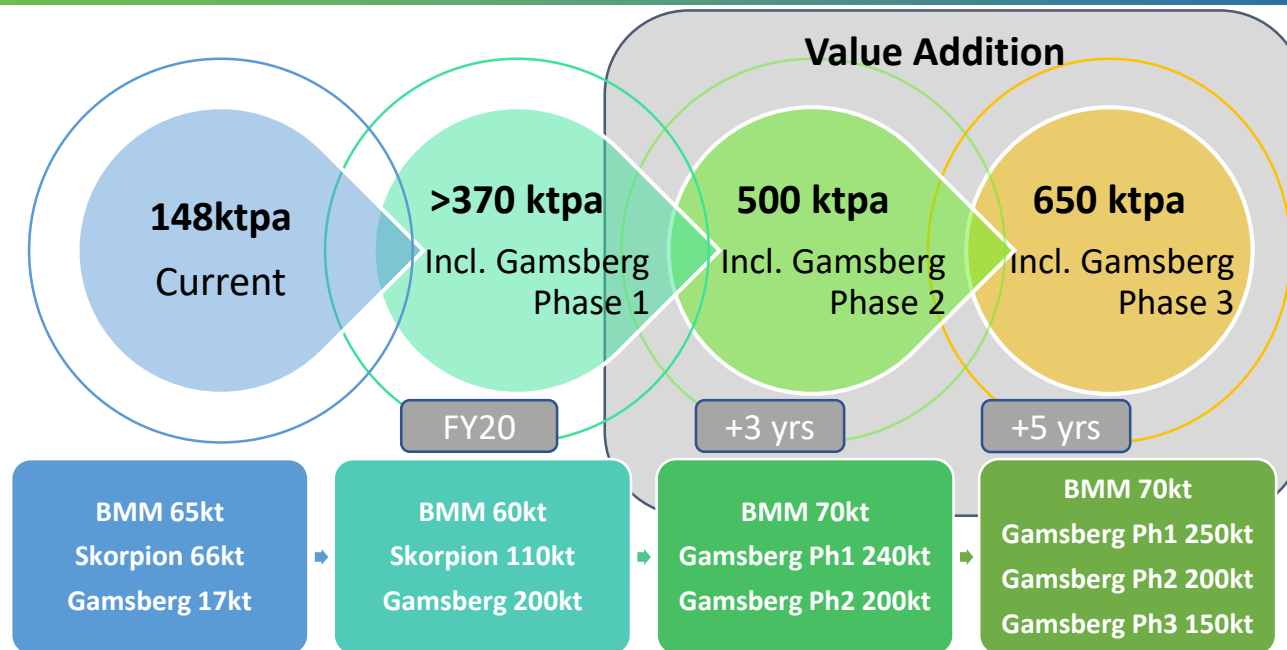 Value Addition
148ktpa
Current
>370 ktpa
Incl. Gamsberg
Phase 1
500 ktpa
Incl. Gamsberg
Phase 2
650 ktpa
Incl. Gamsberg
Phase 3
FY20
+3 yrs
+5 yrs
BMM 65kt
Skorpion 66kt
Gamsberg 17kt
BMM 60kt
Skorpion 110kt
Gamsberg 200kt
BMM 70kt
Gamsberg Ph1 240kt
Gamsberg Ph2 200kt
BMM 70kt
Gamsberg Ph1 250kt
Gamsberg Ph2 200kt
Gamsberg Ph3 150kt